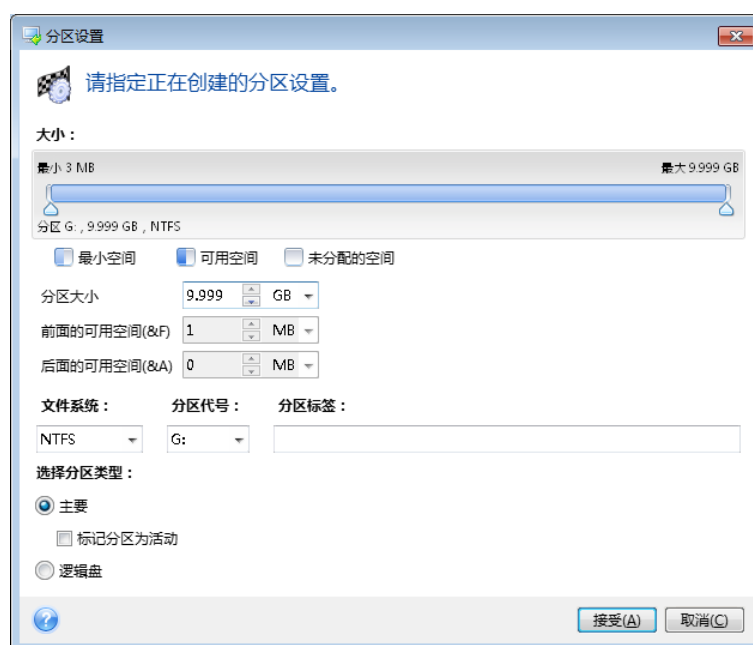 分区设置
请指定正在创建的分区设置。
大小：
最小 3 MB 最大 9.999 GB
分区 G: , 9.999 GB , NTFS
最小空间 可用空间 未分配的空间
分区大小 9.999 GB
前面的可用空间(&F) 1 MB
后面的可用空间(&A) 0 MB
文件系统： 分区代号： 分区标签：
NTFS G:
选择分区类型：
主要
标记分区为活动
逻辑盘
? 接受(A) 取消(C)